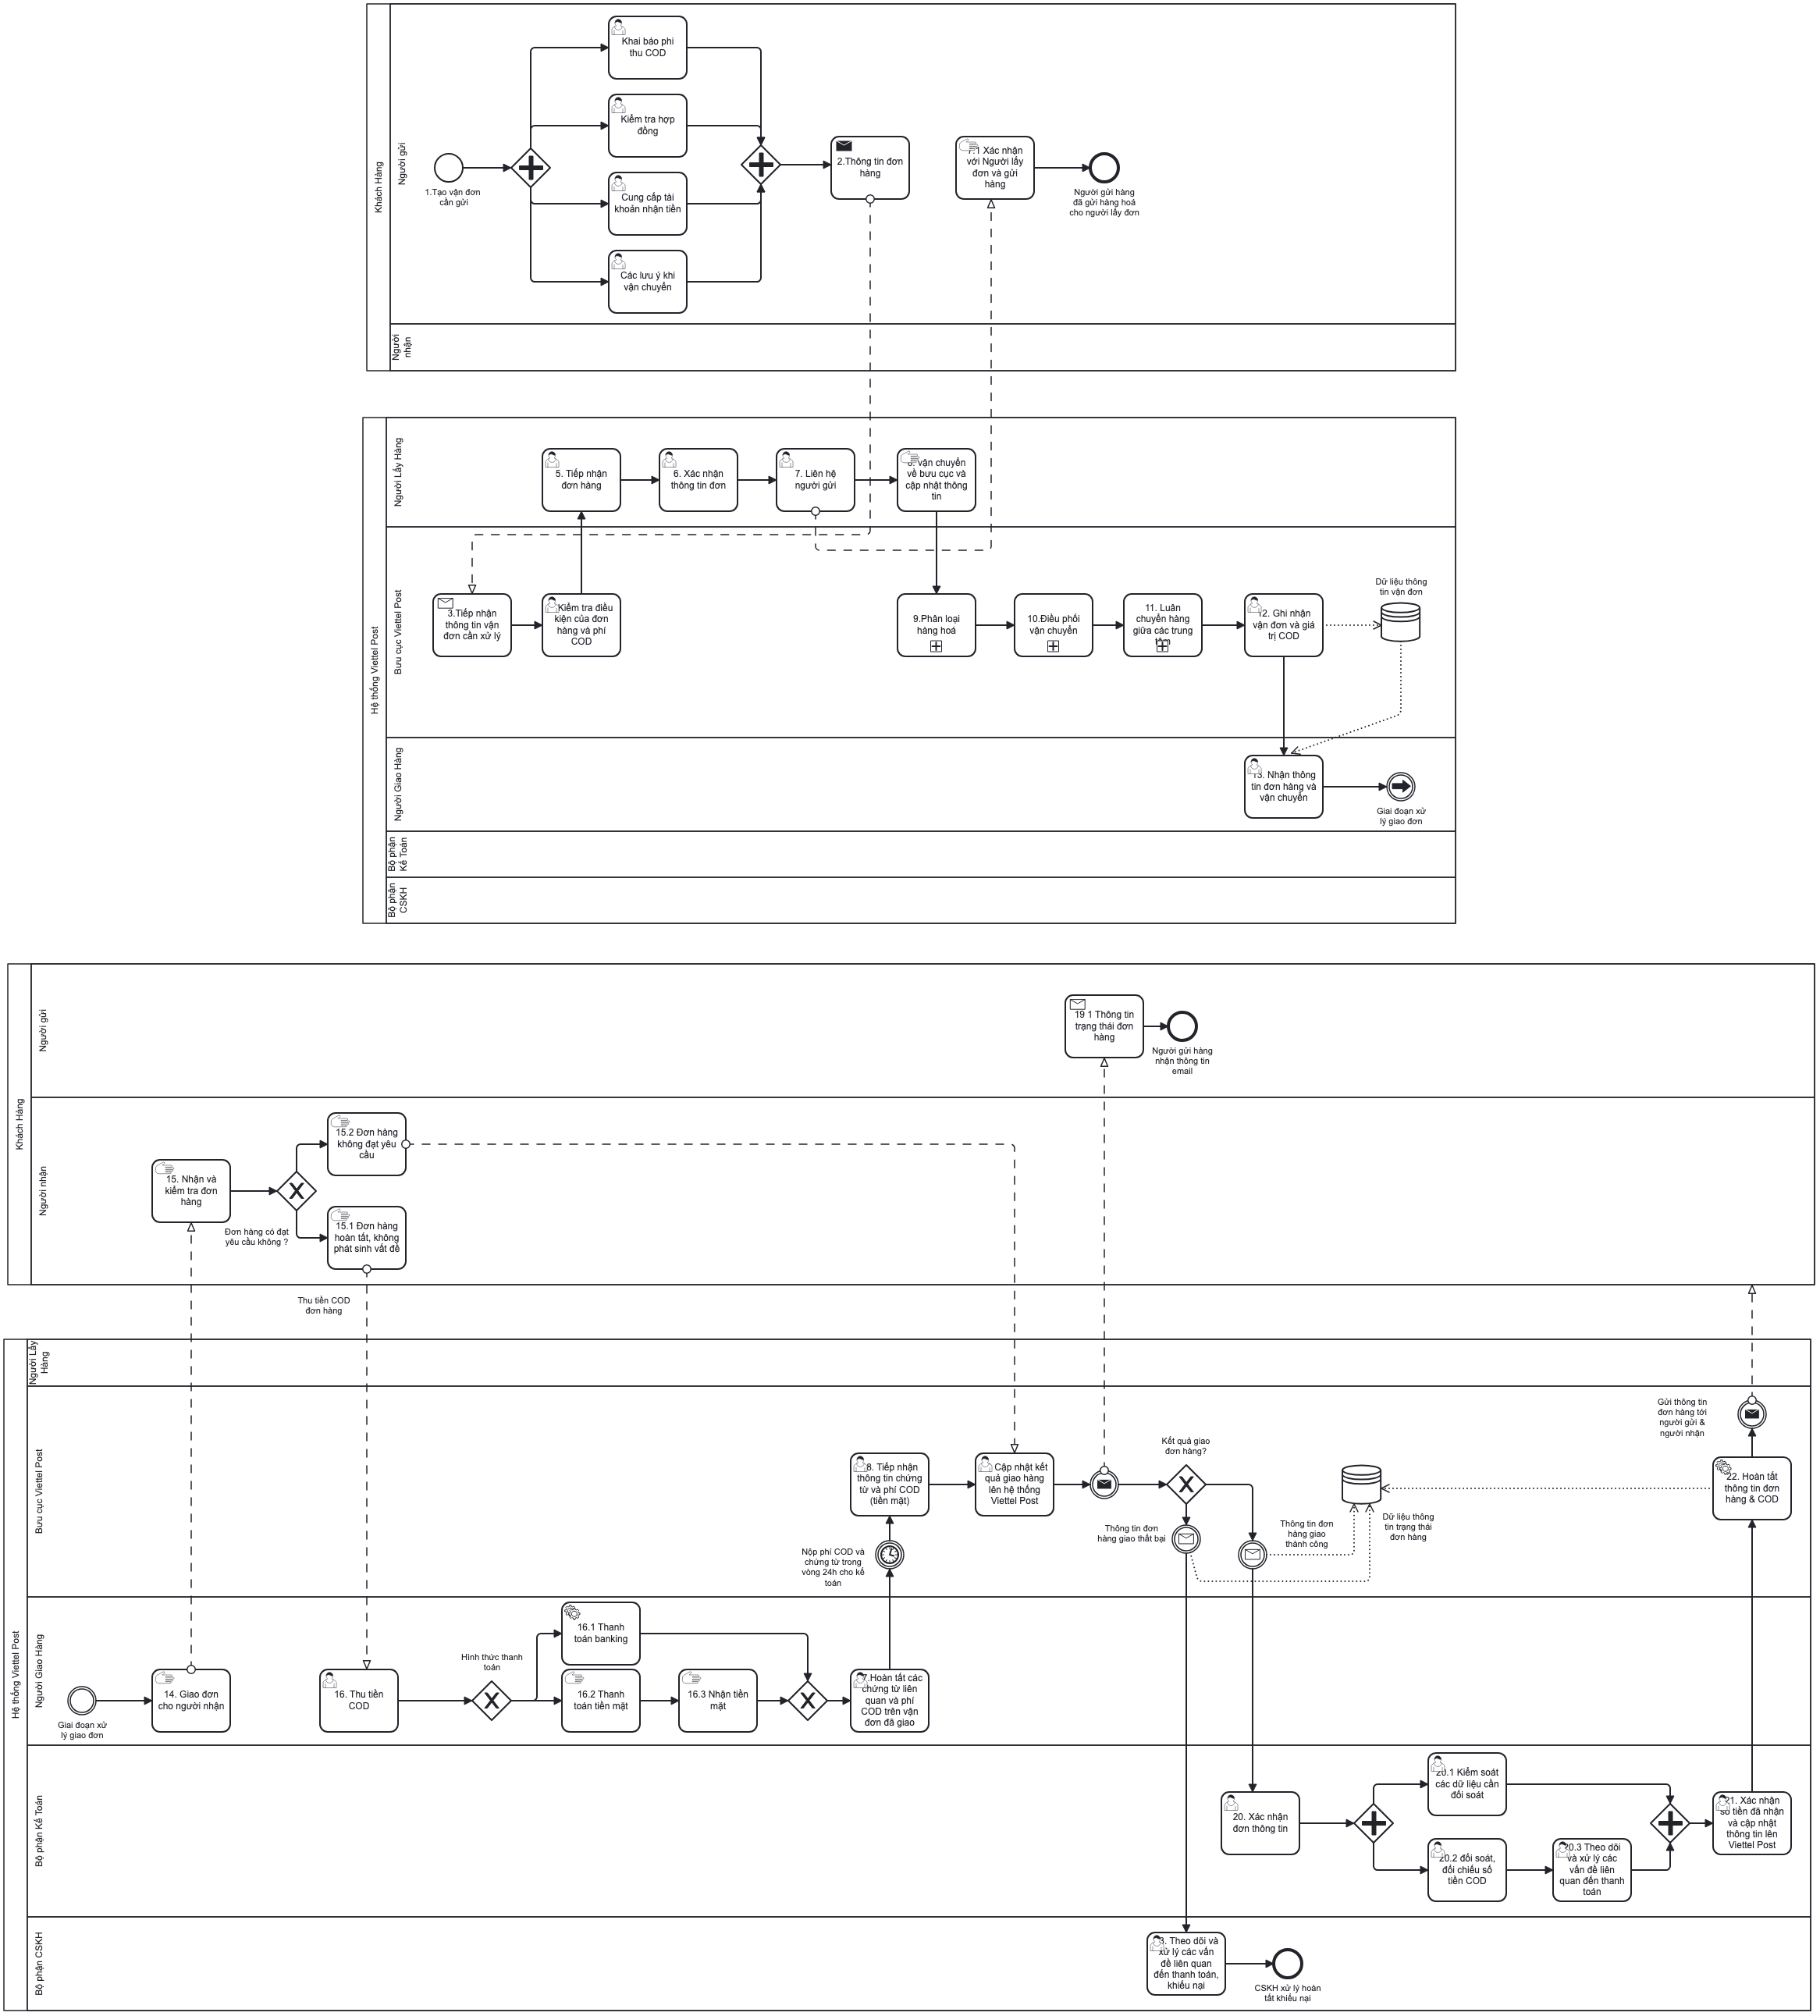 Khách Hàng
Người gửi
1.Tạo vận đơn
cần gửi
Khai báo phí
thu COD
Kiểm tra hợp
đồng
Cung cấp tài
khoản nhận tiền
Các lưu ý khi
vận chuyển
2.Thông tin đơn
hàng
Xác nhận
với Người lấy
đơn và gửi
hàng
Người gửi hàng
đã gửi hàng hoá
cho người lấy đơn
Người
nhận
Hệ thống Viettel Post
Người Lấy Hàng
5. Tiếp nhận
đơn hàng
6. Xác nhận
thông tin đơn
7. Liên hệ
người gửi
vận chuyển
về bưu cục và
cập nhật thông
tin
Bưu cục Viettel Post
3.Tiếp nhận
thông tin vận
đơn cần xử lý
Kiểm tra điều
kiện của đơn
hàng và phí
COD
9.Phân loại
hàng hoá
10.Điều phối
vận chuyển
11. Luân
chuyển hàng
giữa các trung
12. Ghi nhận
vận đơn và giá
trị COD
Dữ liệu thông
tin vận đơn
Người Giao Hàng
13. Nhận thông
tin đơn hàng và
vận chuyển
Giai đoạn xử
lý giao đơn
Bộ phận
Kế Toán
Bộ phận
CSKH
Khách Hàng
Người gửi
19 1 Thông tin
trạng thái đơn
hàng
Người gửi hàng
nhận thông tin
email
Người nhận
15. Nhận và
kiểm tra đơn
hàng
Đơn hàng có đạt
yêu cầu không ?
15.2 Đơn hàng
không đạt yêu
cầu
15.1 Đơn hàng
hoàn tất, không
phát sinh vất đề
Thu tiền COD
đơn hàng
Hệ thống Viettel Post
Người Lấy
Hàng
Bưu cục Viettel Post
Nộp phí COD và
chứng từ trong
vòng 24h cho kế
toán
8. Tiếp nhận
thông tin chứng
từ và phí COD
(tiền mặt)
Cập nhật kết
quả giao hàng
lên hệ thống
Viettel Post
Kết quả giao
đơn hàng?
Thông tin đơn
hàng giao thất bại
Thông tin đơn
hàng giao
thành công
Dữ liệu thông
tin trạng thái
đơn hàng
Gửi thông tin
đơn hàng tới
người gửi &
người nhận
22. Hoàn tất
thông tin đơn
hàng & COD
Người Giao Hàng
Giai đoạn xử
lý giao đơn
14. Giao đơn
cho người nhận
16. Thu tiền
COD
Hình thức thanh
toán
16.1 Thanh
toán banking
16.2 Thanh
toán tiền mặt
16.3 Nhận tiền
mặt
7.Hoàn tất các
chứng từ liên
quan và phí
COD trên vận
đơn đã giao
Bộ phận Kế Toán
20. Xác nhận
đơn thông tin
20.1 Kiểm soát
các dữ liệu cần
đối soát
20.2 đối soát,
đối chiếu số
tiền COD
20.3 Theo dõi
và xử lý các
vấn đề liên
quan đến thanh
toán
21. Xác nhận
số tiền đã nhận
và cập nhật
thông tin lên
Viettel Post
Bộ phận CSKH
Theo dõi và
xử lý các vấn
đề liên quan
đến thanh toán,
khiếu nại
CSKH xử lý hoàn
tất khiếu nại